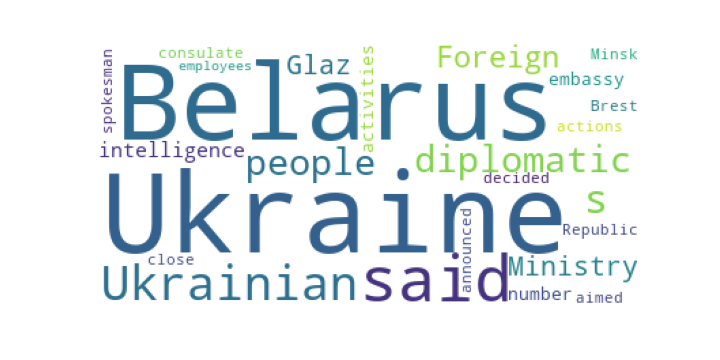 consulate
employees
Glaz
Foreign
Minsk
embassy
Belarus
spokesman
activities
Brest
actions
intelligence
people
diplomatic
decided
s
Ukraine
Republic
announced
close
Ukrainian
said
Ministry
number
aimed